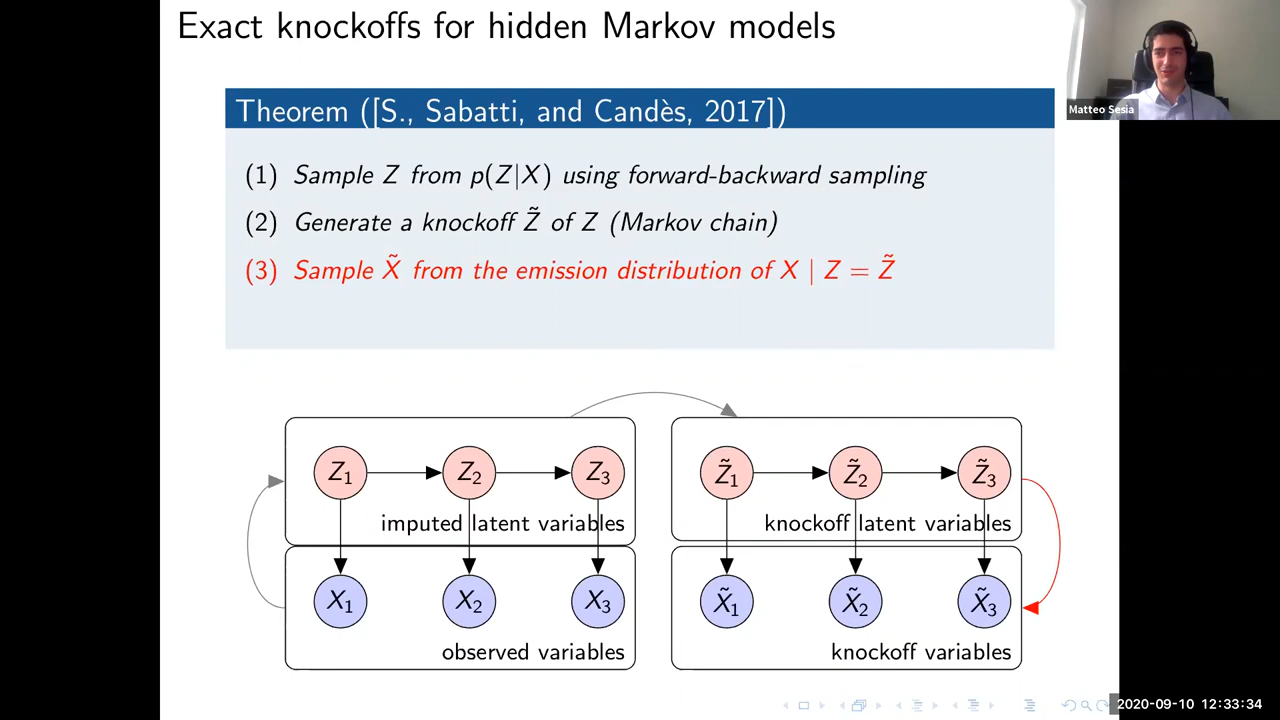 Exact knockoffs for hidden Markov models
Matteo Sesia
Theorem ([S., Sabatti, and Candès, 2017])
(1) Sample Z from p(Z|X) using forward-backward sampling
(2) Generate a knockoff Z̃ of Z (Markov chain)
(3) Sample X̃ from the emission distribution of X | Z = Z̃
Z₁ Z₂ Z₃
imputed latent variables
X₁ X₂ X₃
observed variables
Z̃₁ Z̃₂ Z̃₃
knockoff latent variables
X̃₁ X̃₂ X̃₃
knockoff variables
2020-09-10 12:33:34